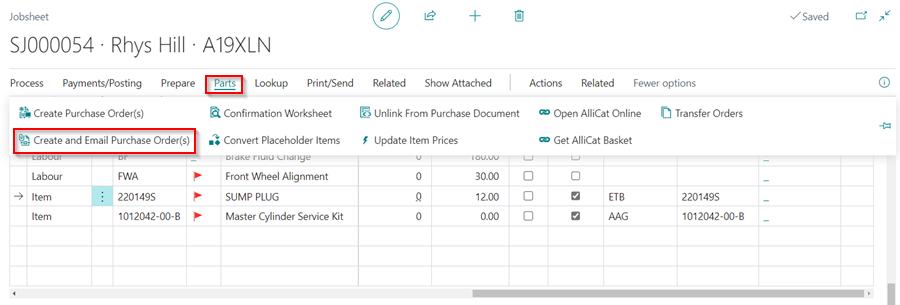 Jobsheet
Saved
SJ000054 · Rhys Hill · A19XLN
Process Payments/Posting Prepare Parts Lookup Print/Send Related Show Attached Actions Related Fewer options
Create Purchase Order(s) Confirmation Worksheet Unlink From Purchase Document Open AlliCat Online Transfer Orders
Create and Email Purchase Order(s) Convert Placeholder Items Update Item Prices Get AlliCat Basket
Labour BF _ Brake Fluid Change 0 180.00
Labour FWA Front Wheel Alignment 0 30.00
Item 220149S SUMP PLUG 0 12.00 ETB 220149S _
Item 1012042-00-B Master Cylinder Service Kit 0 0.00 AAG 1012042-00-B _